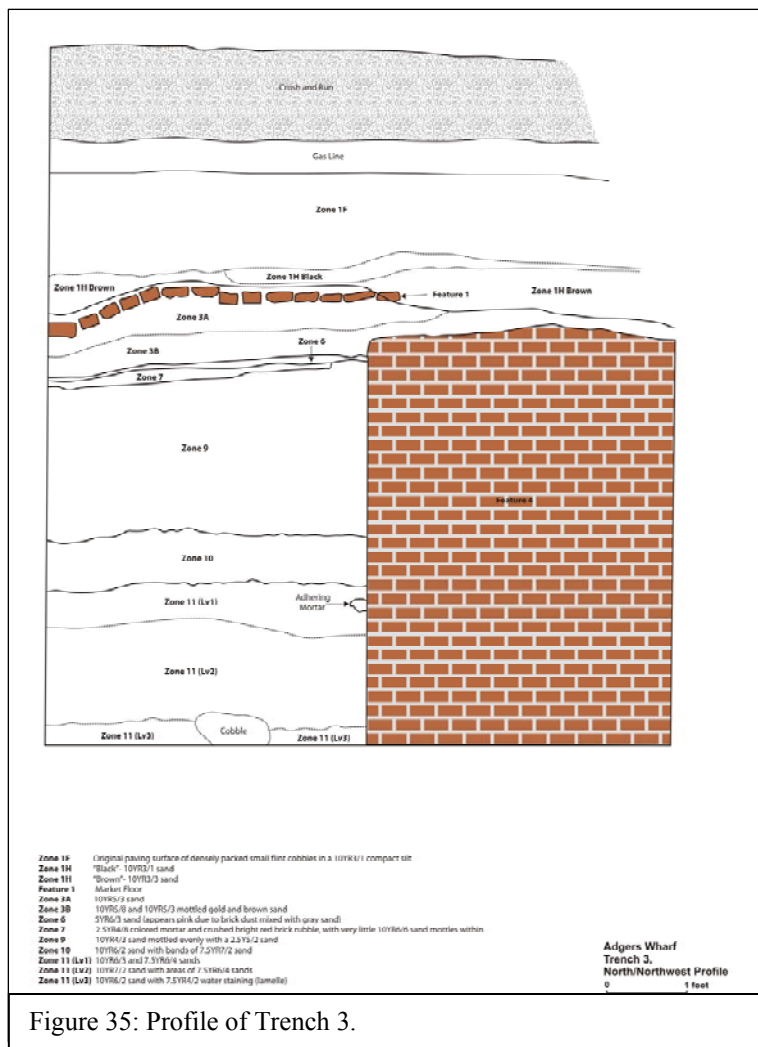 Crush and Run
Gas Line
Zone 1F
Zone 1H Black
Zone 1H Brown
Zone 1H Brown
Feature 1
Zone 3A
Zone 6
Zone 3B
Zone 7
Zone 9
Feature 4
Zone 10
Zone 11 (Lv1)
Adhering
Mortar
Zone 11 (Lv2)
Zone 11 (Lv3)
Cobble
Zone 11 (Lv3)
Zone 1F Original paving surface of densely packed small flint cobbles in a 10YR3/1 compact silt
Zone 1H "Black"- 10YR3/1 sand
Zone 1H "Brown"- 10YR3/3 sand
Feature 1 Market Floor
Zone 3A 10YR5/3 sand
Zone 3B 10YR5/8 and 10YR5/3 mottled gold and brown sand
Zone 6 5YR6/3 sand (appears pink due to brick dust mixed with gray sand)
Zone 7 2.5YR4/8 colored mortar and crushed bright red brick rubble, with very little 10YR6/6 sand mottles within
Zone 9 10YR4/3 sand mottled evenly with a 2.5Y5/2 sand
Zone 10 10YR6/2 sand with bands of 7.5YR7/2 sand
Zone 11 (Lv1) 10YR6/3 and 7.5YR6/4 sands
Zone 11 (Lv2) 10YR7/2 sand with areas of 7.5YR6/4 sands
Zone 11 (Lv3) 10YR6/2 sand with 7.5YR4/2 water staining (lamelle)
Adgers Wharf
Trench 3,
North/Northwest Profile
0 1 foot
Figure 35: Profile of Trench 3.